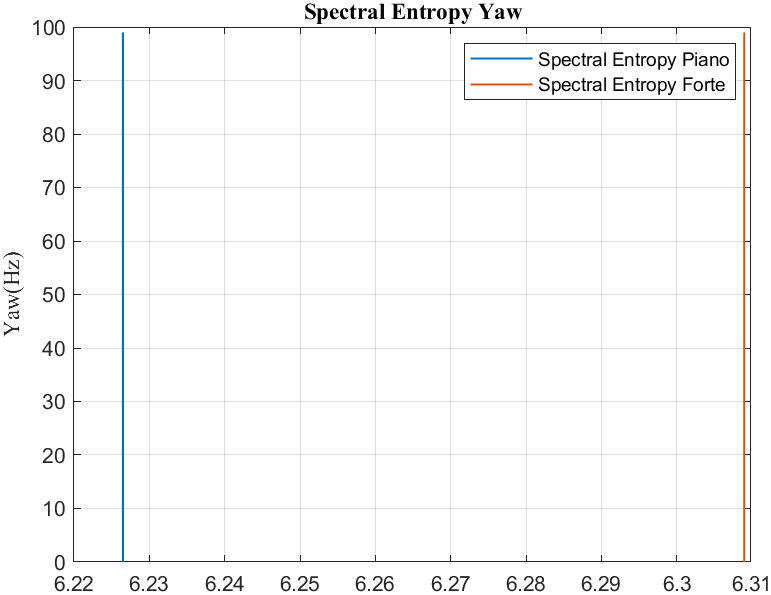 Spectral Entropy Yaw
Spectral Entropy Piano
Spectral Entropy Forte
Yaw(Hz)
100
90
80
70
60
50
40
30
20
10
0
6.22 6.23 6.24 6.25 6.26 6.27 6.28 6.29 6.3 6.31